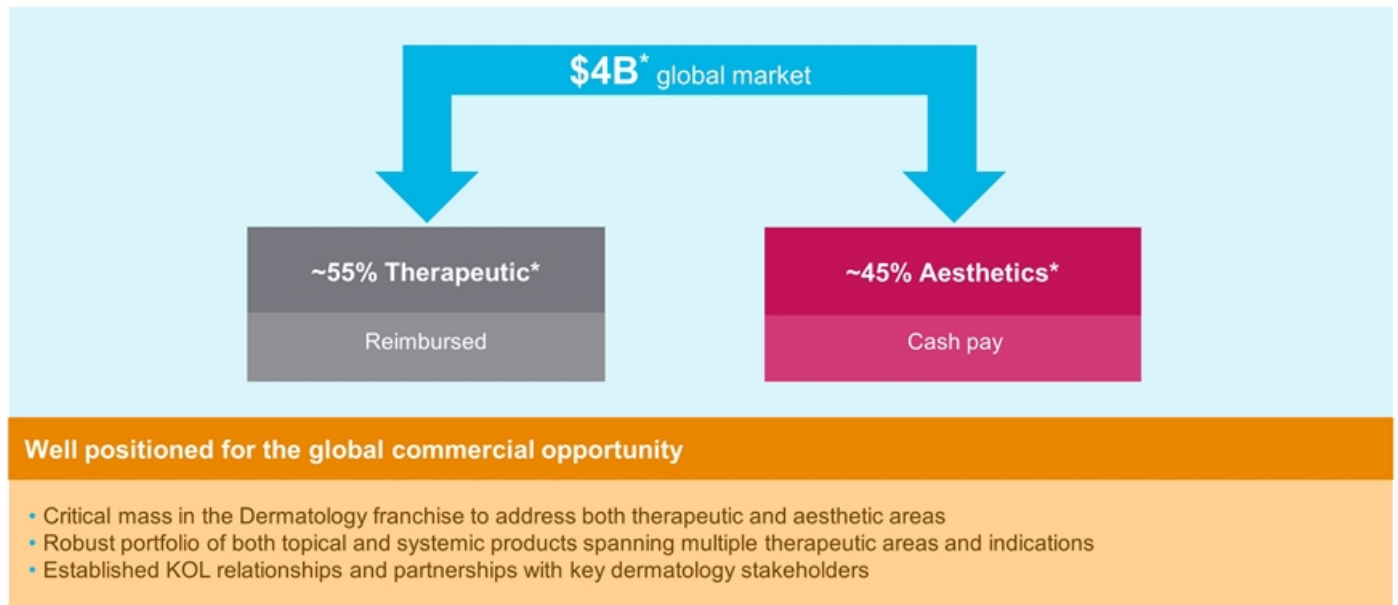 $4B* global market
~55% Therapeutic*
~45% Aesthetics*
Reimbursed
Cash pay
Well positioned for the global commercial opportunity
• Critical mass in the Dermatology franchise to address both therapeutic and aesthetic areas
• Robust portfolio of both topical and systemic products spanning multiple therapeutic areas and indications
• Established KOL relationships and partnerships with key dermatology stakeholders